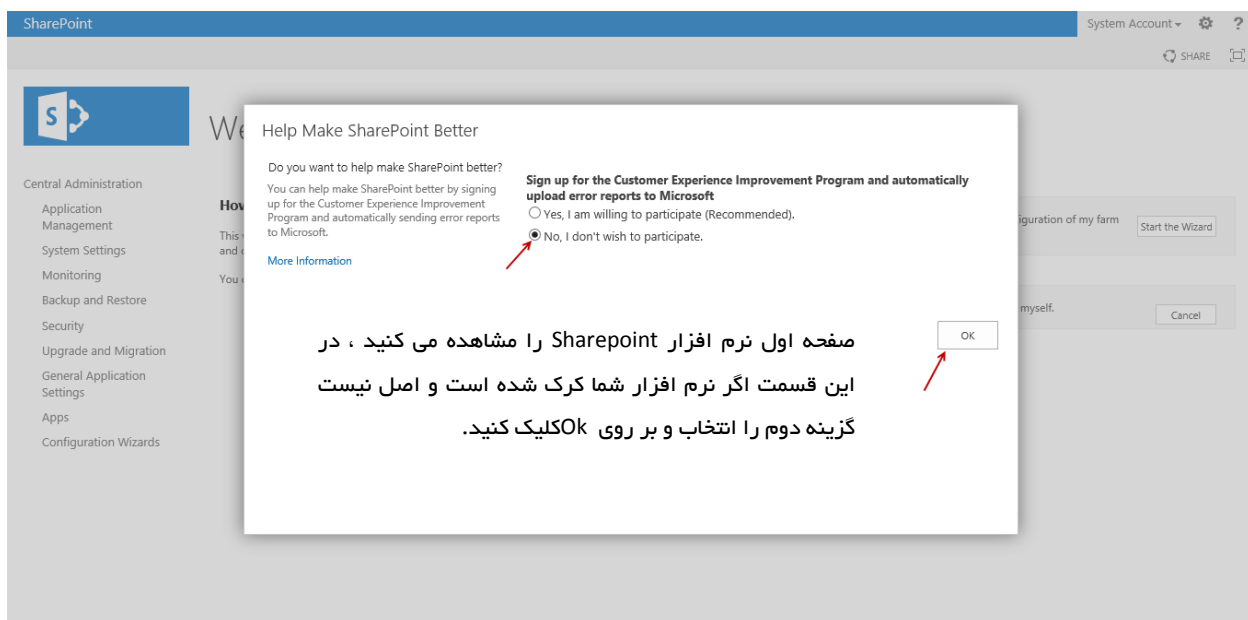 SharePoint
System Account
?
SHARE
S
We
Help Make SharePoint Better
Do you want to help make SharePoint better?
You can help make SharePoint better by signing
up for the Customer Experience Improvement
Program and automatically sending error reports
to Microsoft.
More Information
Sign up for the Customer Experience Improvement Program and automatically
upload error reports to Microsoft
Yes, I am willing to participate (Recommended).
No, I don't wish to participate.
OK
صفحه اول نرم افزار Sharepoint را مشاهده می کنید ، در
این قسمت اگر نرم افزار شما کرک شده است و اصل نیست
گزینه دوم را انتخاب و بر روی Okکلیک کنید.
Central Administration
Application
Management
System Settings
Monitoring
Backup and Restore
Security
Upgrade and Migration
General Application
Settings
Apps
Configuration Wizards
How
This
and
You
iguration of my farm
Start the Wizard
myself.
Cancel